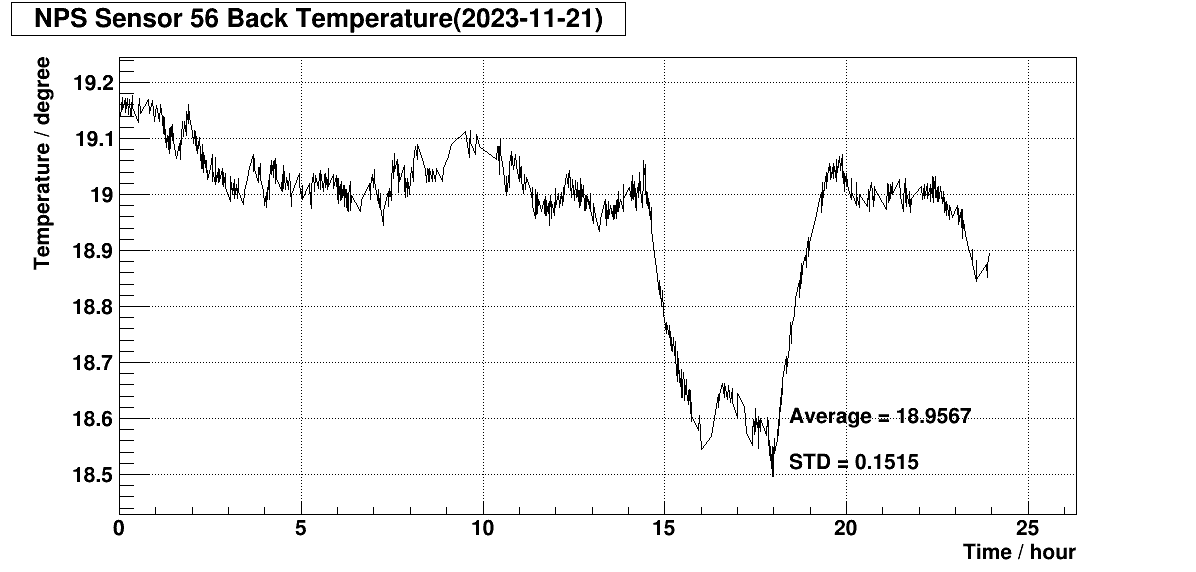 NPS Sensor 56 Back Temperature(2023-11-21)
Temperature / degree
19.2
19.1
19
18.9
18.8
18.7
18.6
18.5
Average = 18.9567
STD = 0.1515
0 5 10 15 20 25
Time / hour